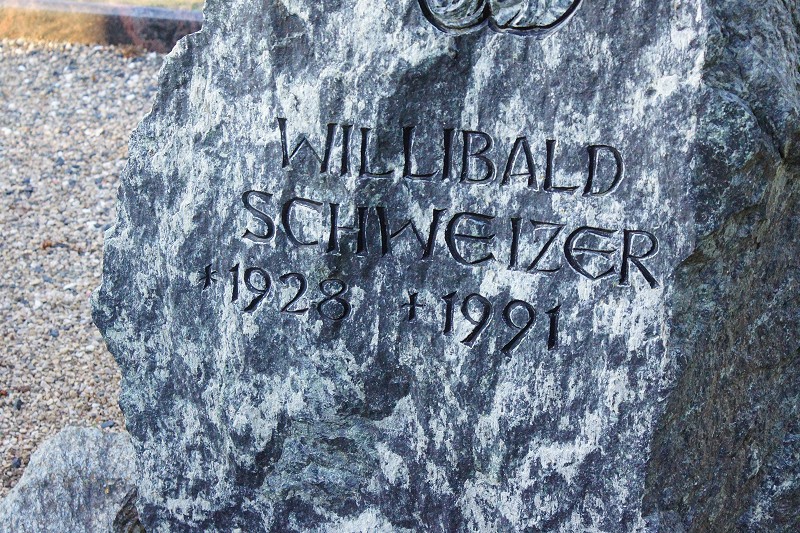 WILLIBALD
SCHWEIZER
*1928 +1991